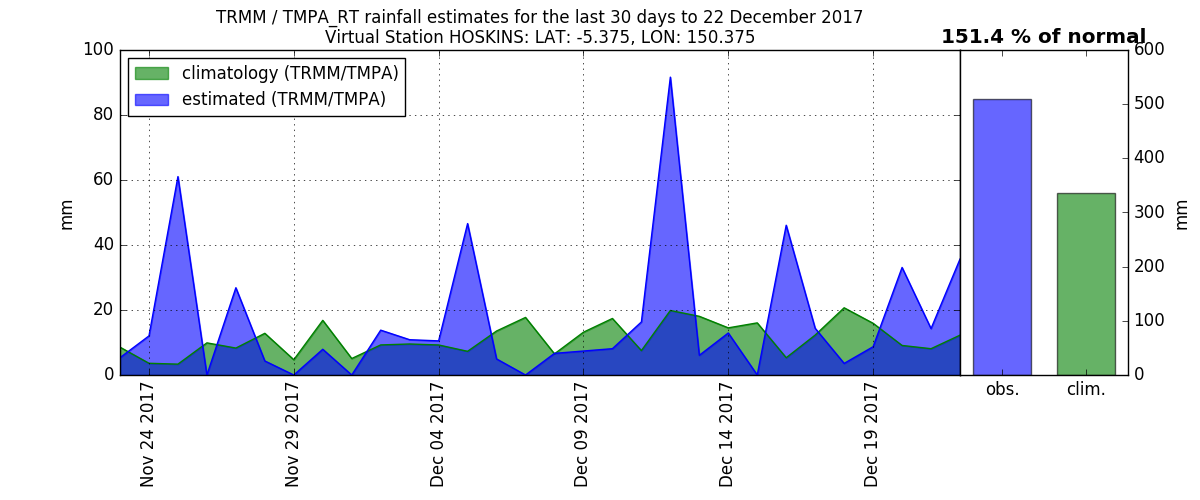 TRMM / TMPA_RT rainfall estimates for the last 30 days to 22 December 2017
Virtual Station HOSKINS: LAT: -5.375, LON: 150.375
151.4 % of normal
climatology (TRMM/TMPA)
estimated (TRMM/TMPA)
mm
100
80
60
40
20
0
Nov 24 2017
Nov 29 2017
Dec 04 2017
Dec 09 2017
Dec 14 2017
Dec 19 2017
obs.
clim.
600
500
400
300
200
100
0
mm